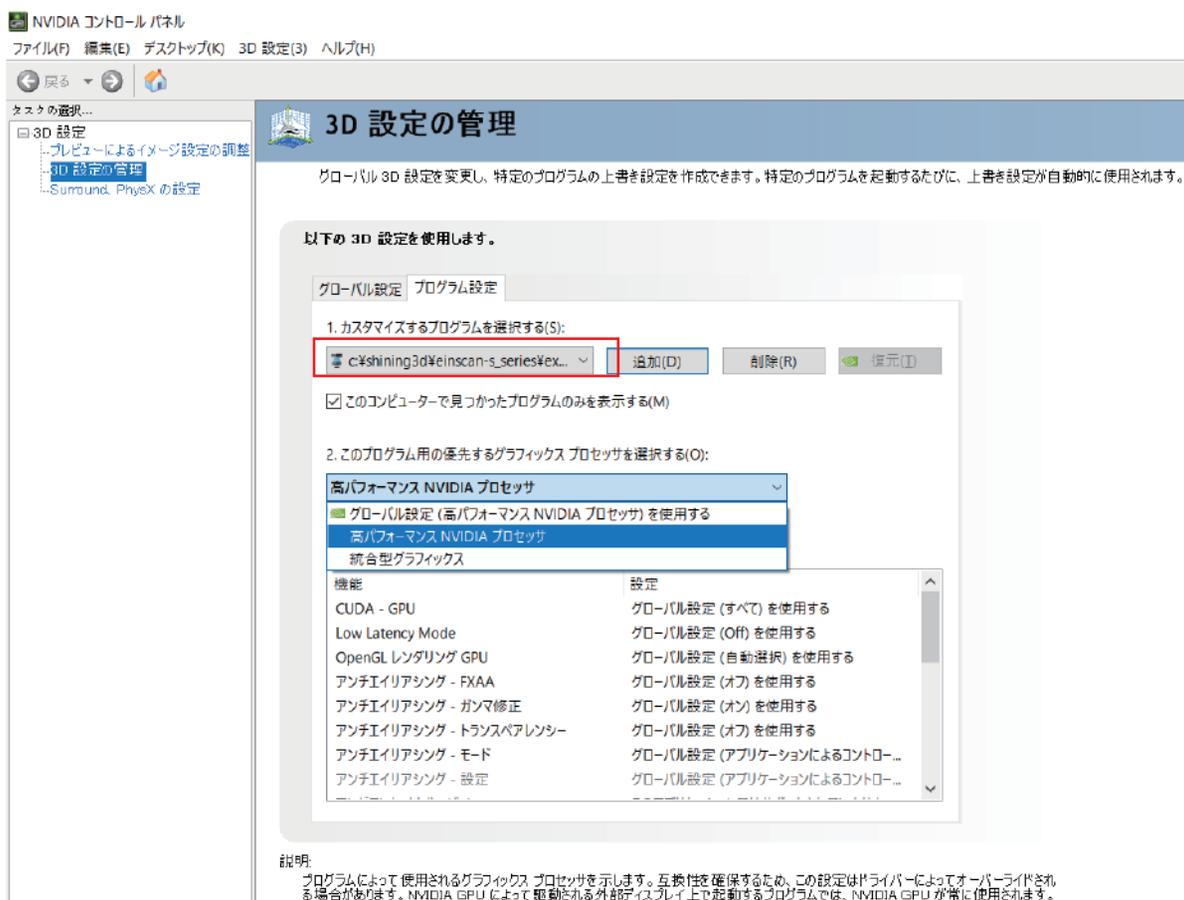 NVIDIA コントロール パネル
ファイル(F) 編集(E) デスクトップ(K) 3D 設定(3) ヘルプ(H)
戻る
タスクの選択...
3D 設定
プレビューによるイメージ設定の調整
3D 設定の管理
Surround, PhysX の設定
3D 設定の管理
グローバル 3D 設定を変更し、特定のプログラムの上書き設定を作成できます。特定のプログラムを起動するたびに、上書き設定が自動的に使用されます。
以下の 3D 設定を使用します。
グローバル設定 プログラム設定
1. カスタマイズするプログラムを選択する(S):
c:¥shining3d¥einscan-s_series¥ex... 追加(D) 削除(R) 復元(T)
このコンピューターで見つかったプログラムのみを表示する(M)
2. このプログラム用の優先するグラフィックス プロセッサを選択する(O):
高パフォーマンス NVIDIA プロセッサ
グローバル設定 (高パフォーマンス NVIDIA プロセッサ) を使用する
高パフォーマンス NVIDIA プロセッサ
統合型グラフィックス
機能 設定
CUDA - GPU グローバル設定 (すべて) を使用する
Low Latency Mode グローバル設定 (Off) を使用する
OpenGL レンダリング GPU グローバル設定 (自動選択) を使用する
アンチエイリアシング - FXAA グローバル設定 (オフ) を使用する
アンチエイリアシング - ガンマ修正 グローバル設定 (オン) を使用する
アンチエイリアシング - トランスペアレンシー グローバル設定 (オフ) を使用する
アンチエイリアシング - モード グローバル設定 (アプリケーションによるコントロー...
アンチエイリアシング - 設定 グローバル設定 (アプリケーションによるコントロー...
説明:
プログラムによって使用されるグラフィックス プロセッサを示します。互換性を確保するため、この設定はドライバーによってオーバーライドされ
る場合があります。NVIDIA GPU によって駆動される外部ディスプレイ上で起動するプログラムでは、NVIDIA GPU が常に使用されます。